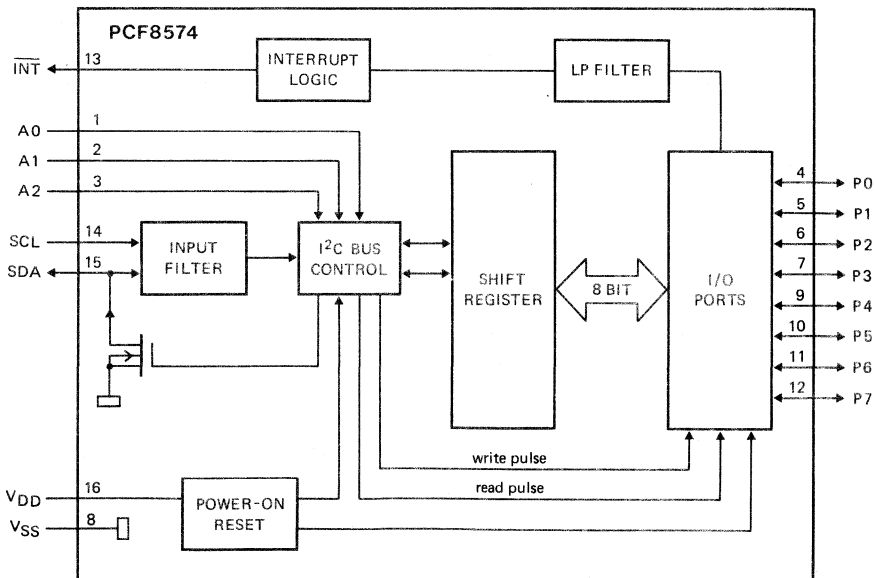 PCF8574
INT
13
INTERRUPT
LOGIC
LP FILTER
A0
1
A1
2
A2
3
SCL
14
SDA
15
INPUT
FILTER
I²C BUS
CONTROL
SHIFT
REGISTER
8 BIT
I/O
PORTS
4
P0
5
P1
6
P2
7
P3
9
P4
10
P5
11
P6
12
P7
write pulse
read pulse
VDD
16
VSS
8
POWER-ON
RESET